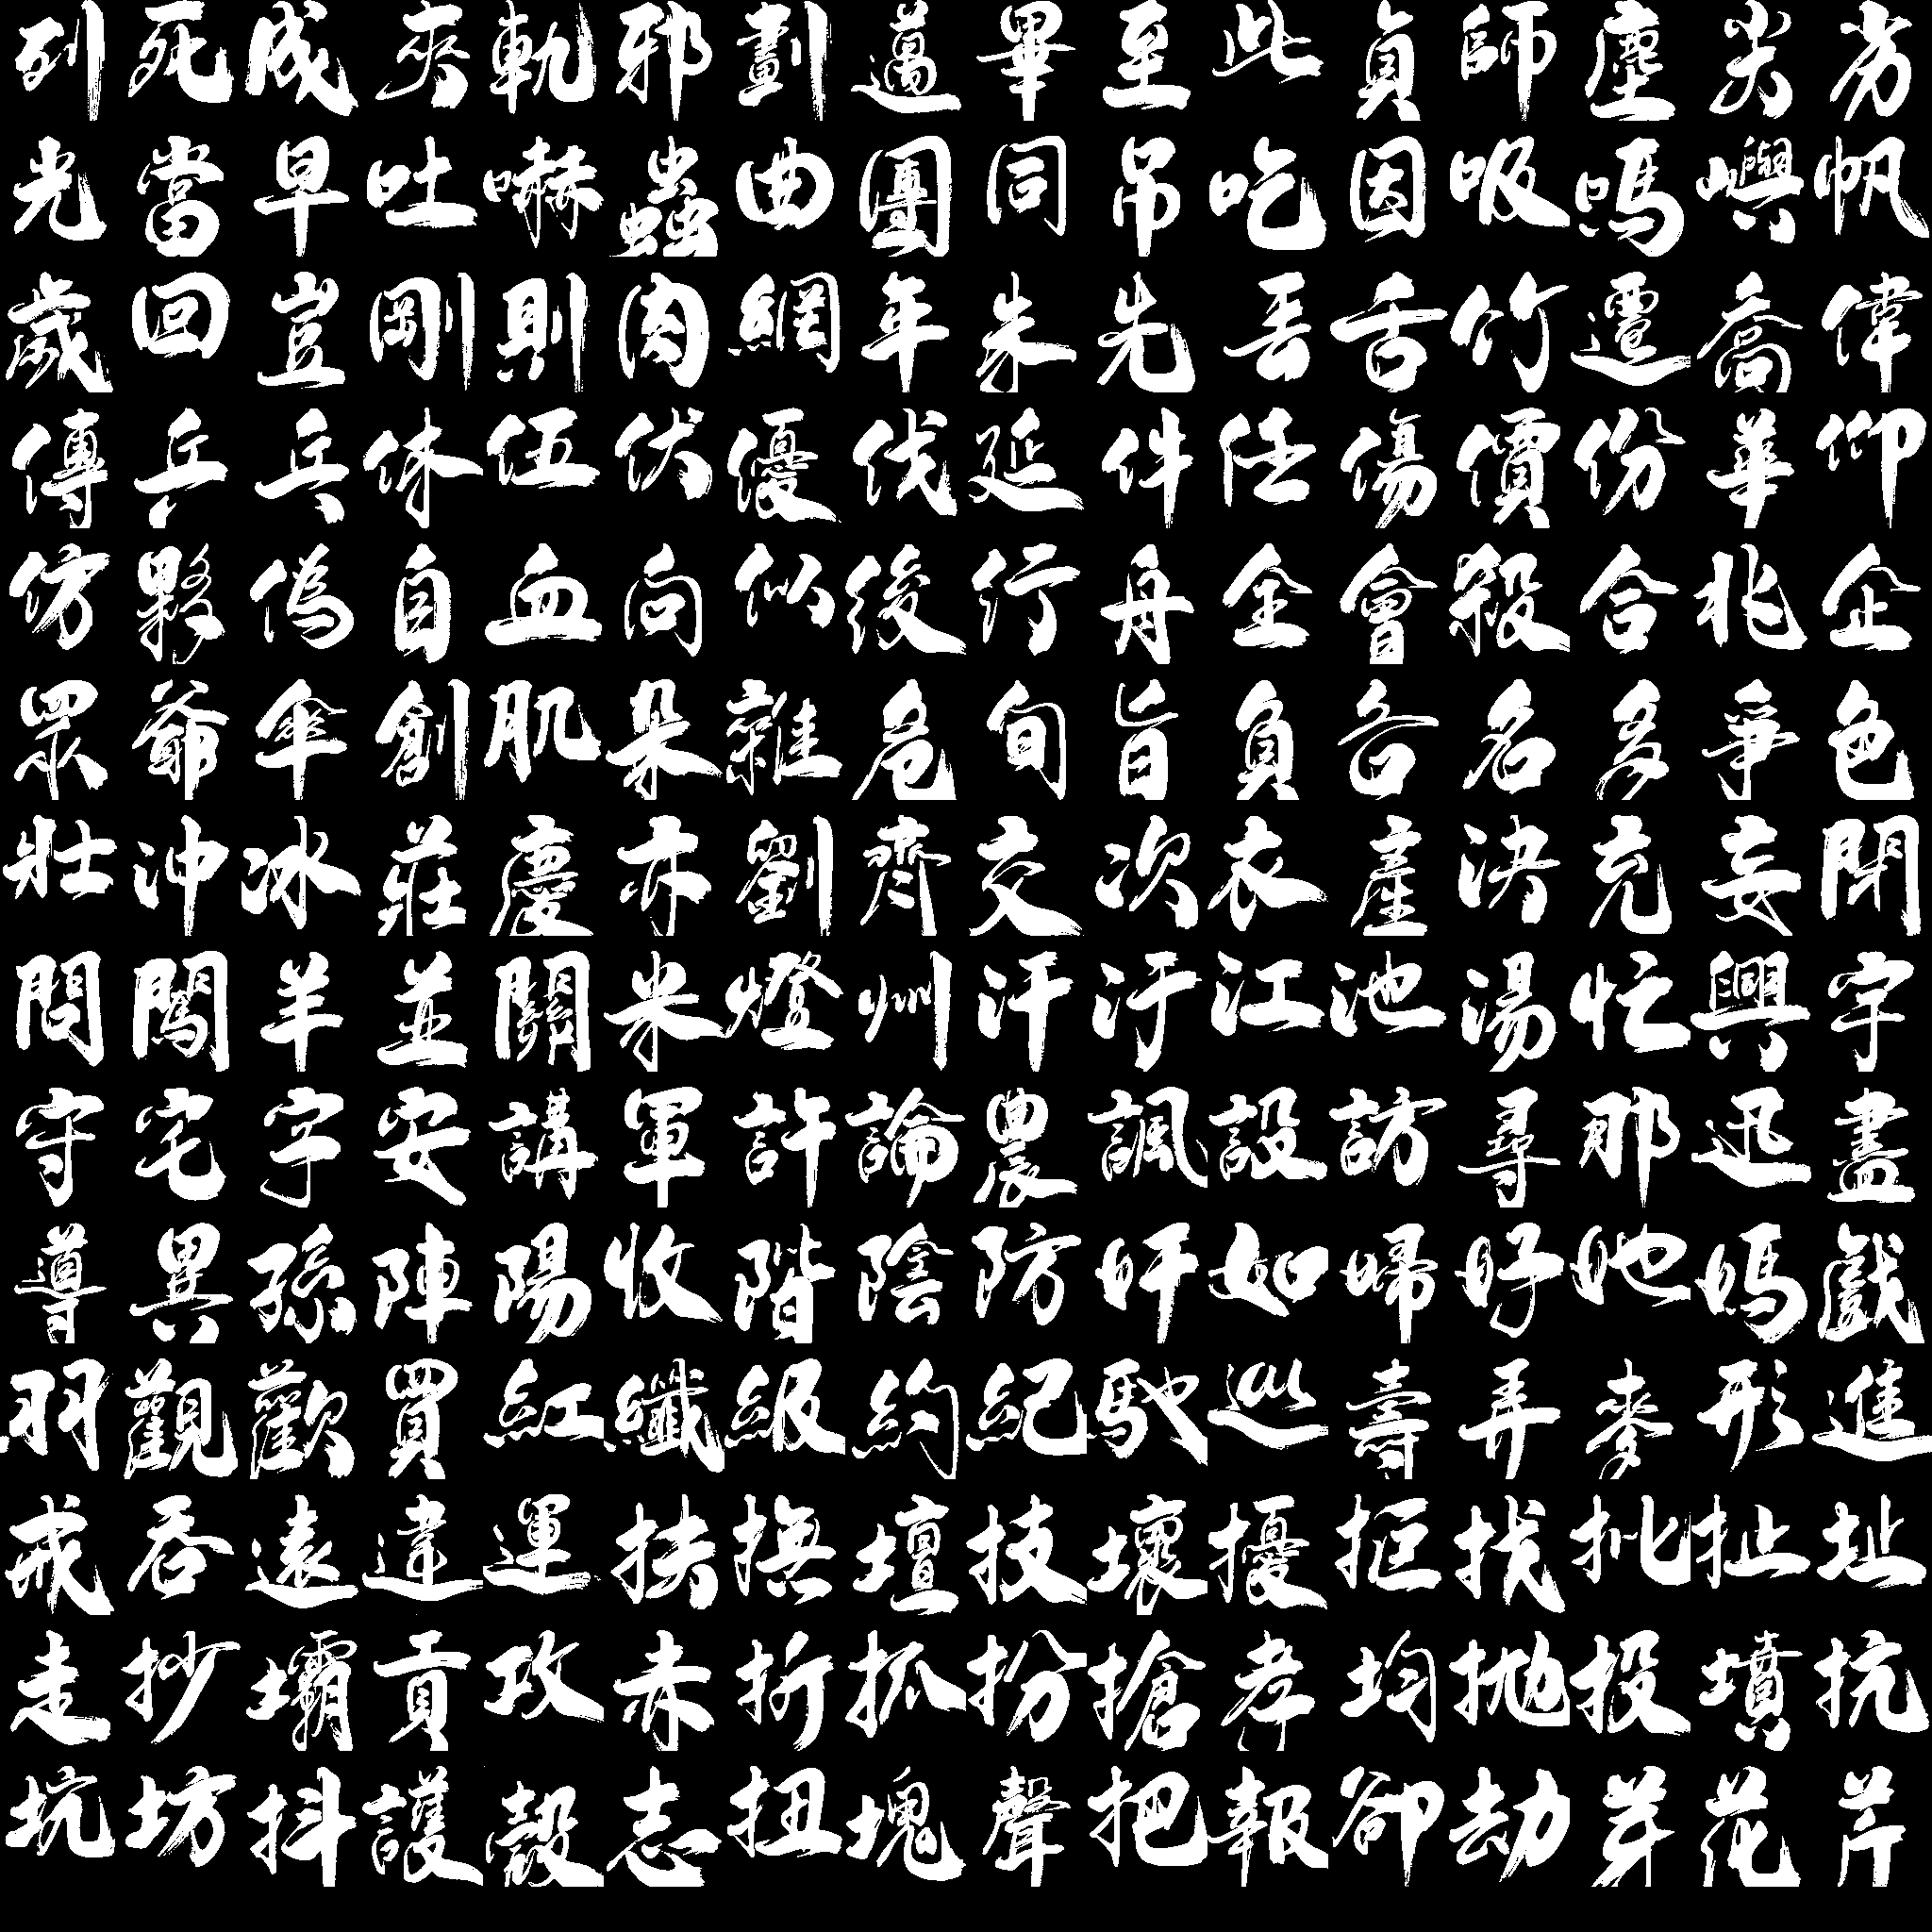 列死成夾軌邪劃邁畢至此貞師塵尖劣
光當早吐嚇蟲曲團同吊吃因吸嗎嶼帆
歲回豈剛則肉網年朱先丟舌竹遷喬偉
傳乒乓休伍伏優伐延件任傷價份華仰
仿夥偽自血向似後行舟全會殺合兆企
眾爺傘創肌朵雜危旬旨負各名多爭色
壯沖冰莊慶亦劉齊交次衣產決充妄閉
問闖羊並關米燈州汗汙江池湯忙興宇
守宅字安講軍許論農諷設訪尋那迅盡
導異孫陣陽收階陰防奸如婦好她媽戲
羽觀歡買紅纖級約紀馳巡壽弄麥形進
戒吞遠違運扶撫壇技壞擾拒找批扯址
走抄壩貢攻赤折抓扮搶孝均拋投墳抗
坑坊抖護殼志扭塊聲把報卻劫芽花芹